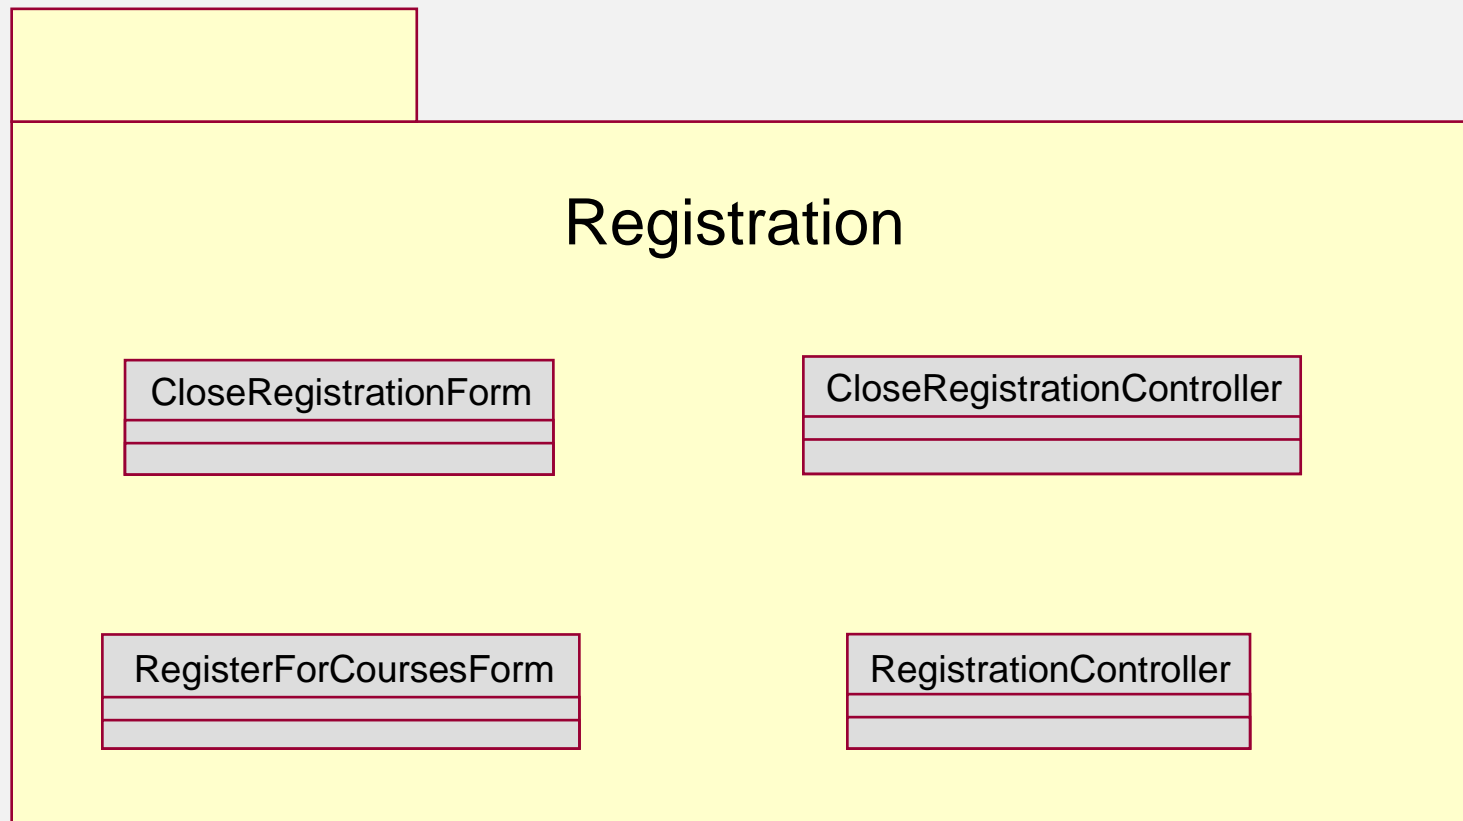 Registration
CloseRegistrationForm
CloseRegistrationController
RegisterForCoursesForm
RegistrationController